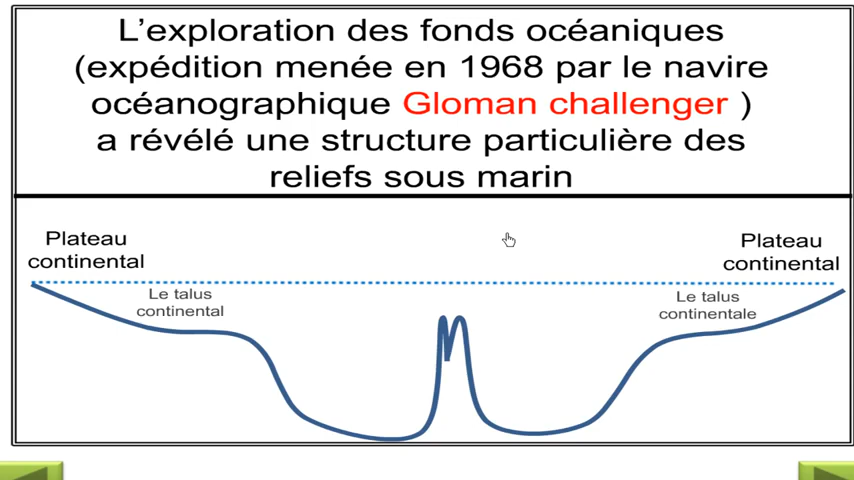 L'exploration des fonds océaniques
(expédition menée en 1968 par le navire
océanographique Gloman challenger )
a révélé une structure particulière des
reliefs sous marin
Plateau
continental
Plateau
continental
Le talus
continental
Le talus
continentale